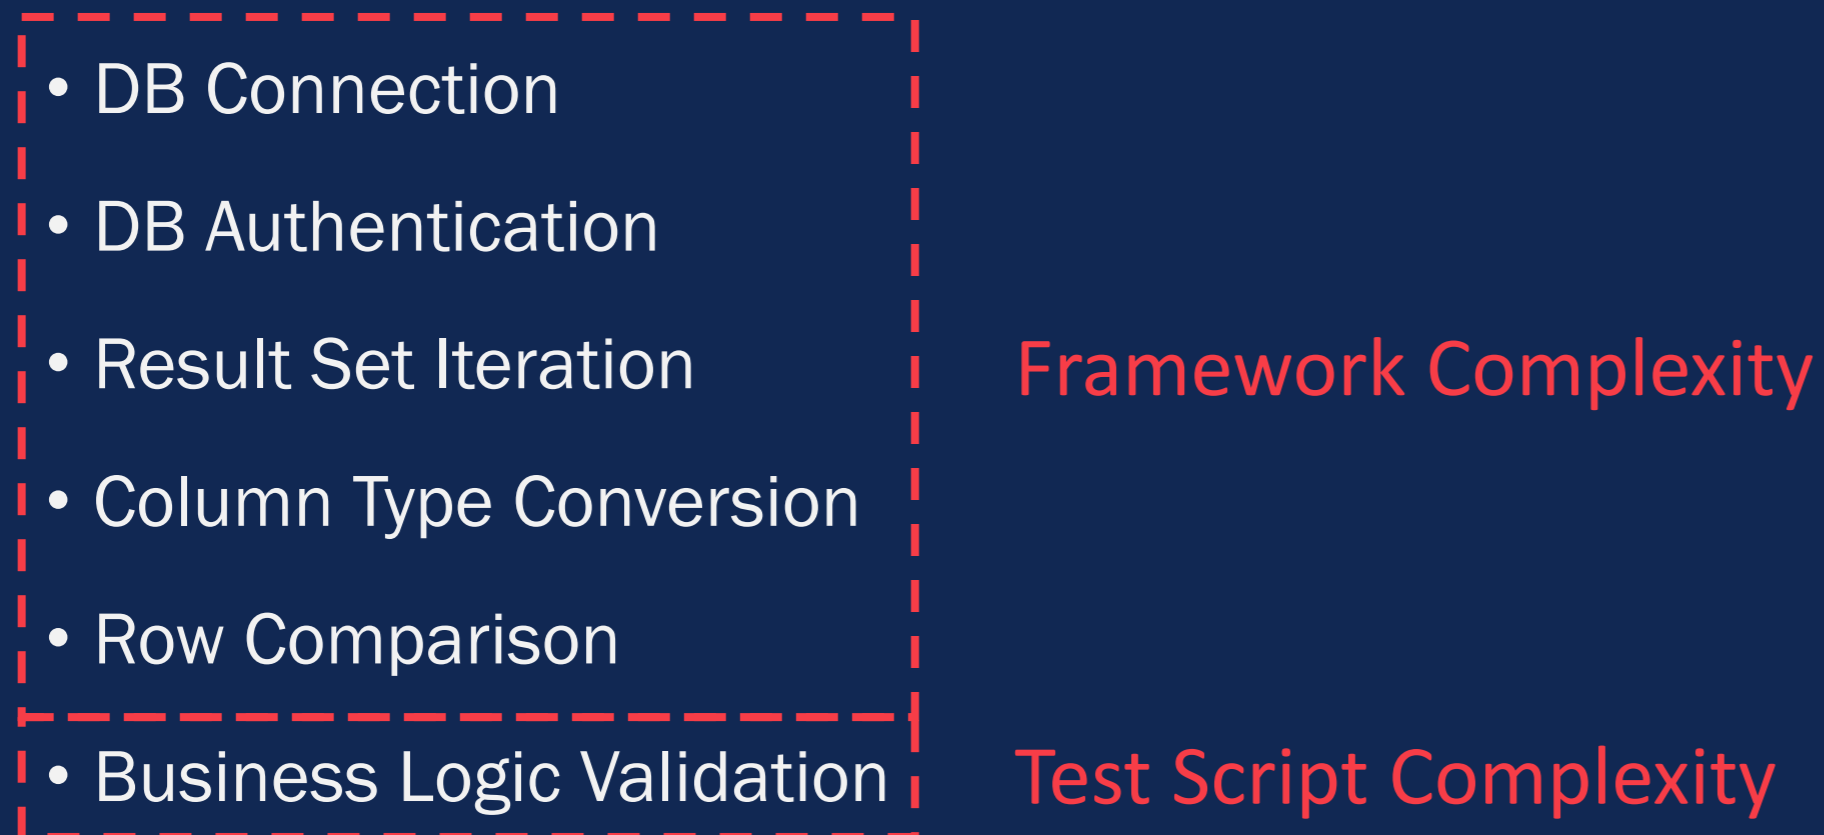 • DB Connection
• DB Authentication
• Result Set Iteration
Framework Complexity
• Column Type Conversion
• Row Comparison
• Business Logic Validation
Test Script Complexity